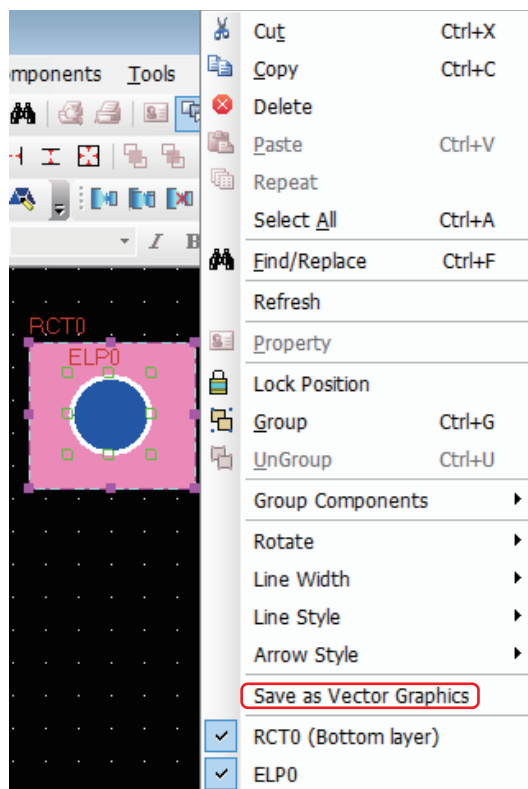 mponents Tools
I B
RCT0
ELP0
Cut Ctrl+X
Copy Ctrl+C
Delete
Paste Ctrl+V
Repeat
Select All Ctrl+A
Find/Replace Ctrl+F
Refresh
Property
Lock Position
Group Ctrl+G
UnGroup Ctrl+U
Group Components
Rotate
Line Width
Line Style
Arrow Style
Save as Vector Graphics
RCT0 (Bottom layer)
ELP0